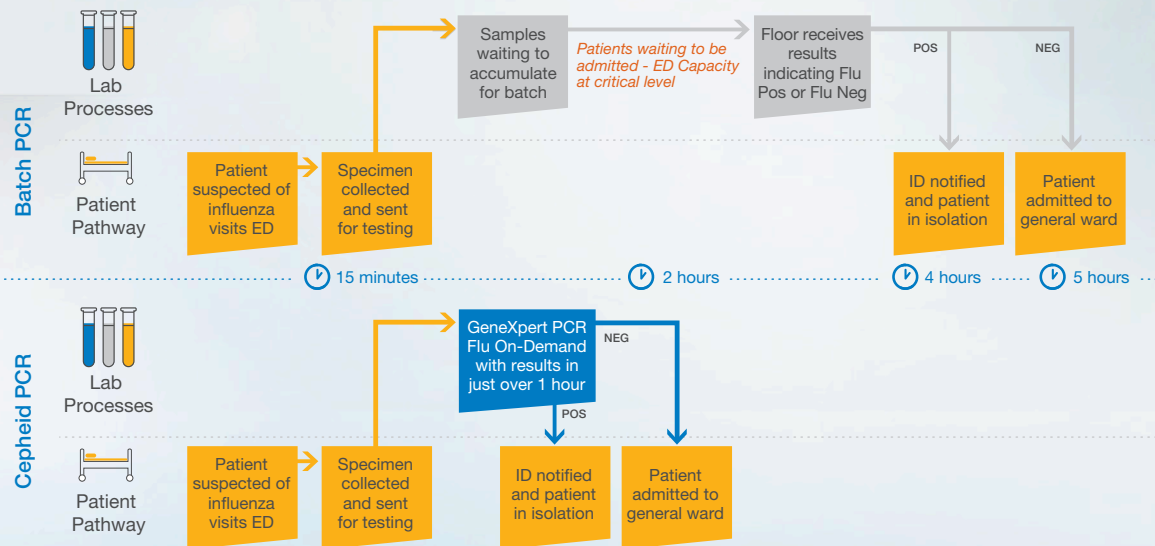 Batch PCR
Lab
Processes
Samples
waiting to
accumulate
for batch
Patients waiting to be
admitted - ED Capacity
at critical level
Floor receives
results
indicating Flu
Pos or Flu Neg
POS
NEG
Patient
Pathway
Patient
suspected of
influenza
visits ED
Specimen
collected
and sent
for testing
ID notified
and patient
in isolation
Patient
admitted to
general ward
15 minutes
2 hours
4 hours
5 hours
Cepheid PCR
Lab
Processes
GeneXpert PCR
Flu On-Demand
with results in
just over 1 hour
NEG
POS
Patient
Pathway
Patient
suspected of
influenza
visits ED
Specimen
collected
and sent
for testing
ID notified
and patient
in isolation
Patient
admitted to
general ward